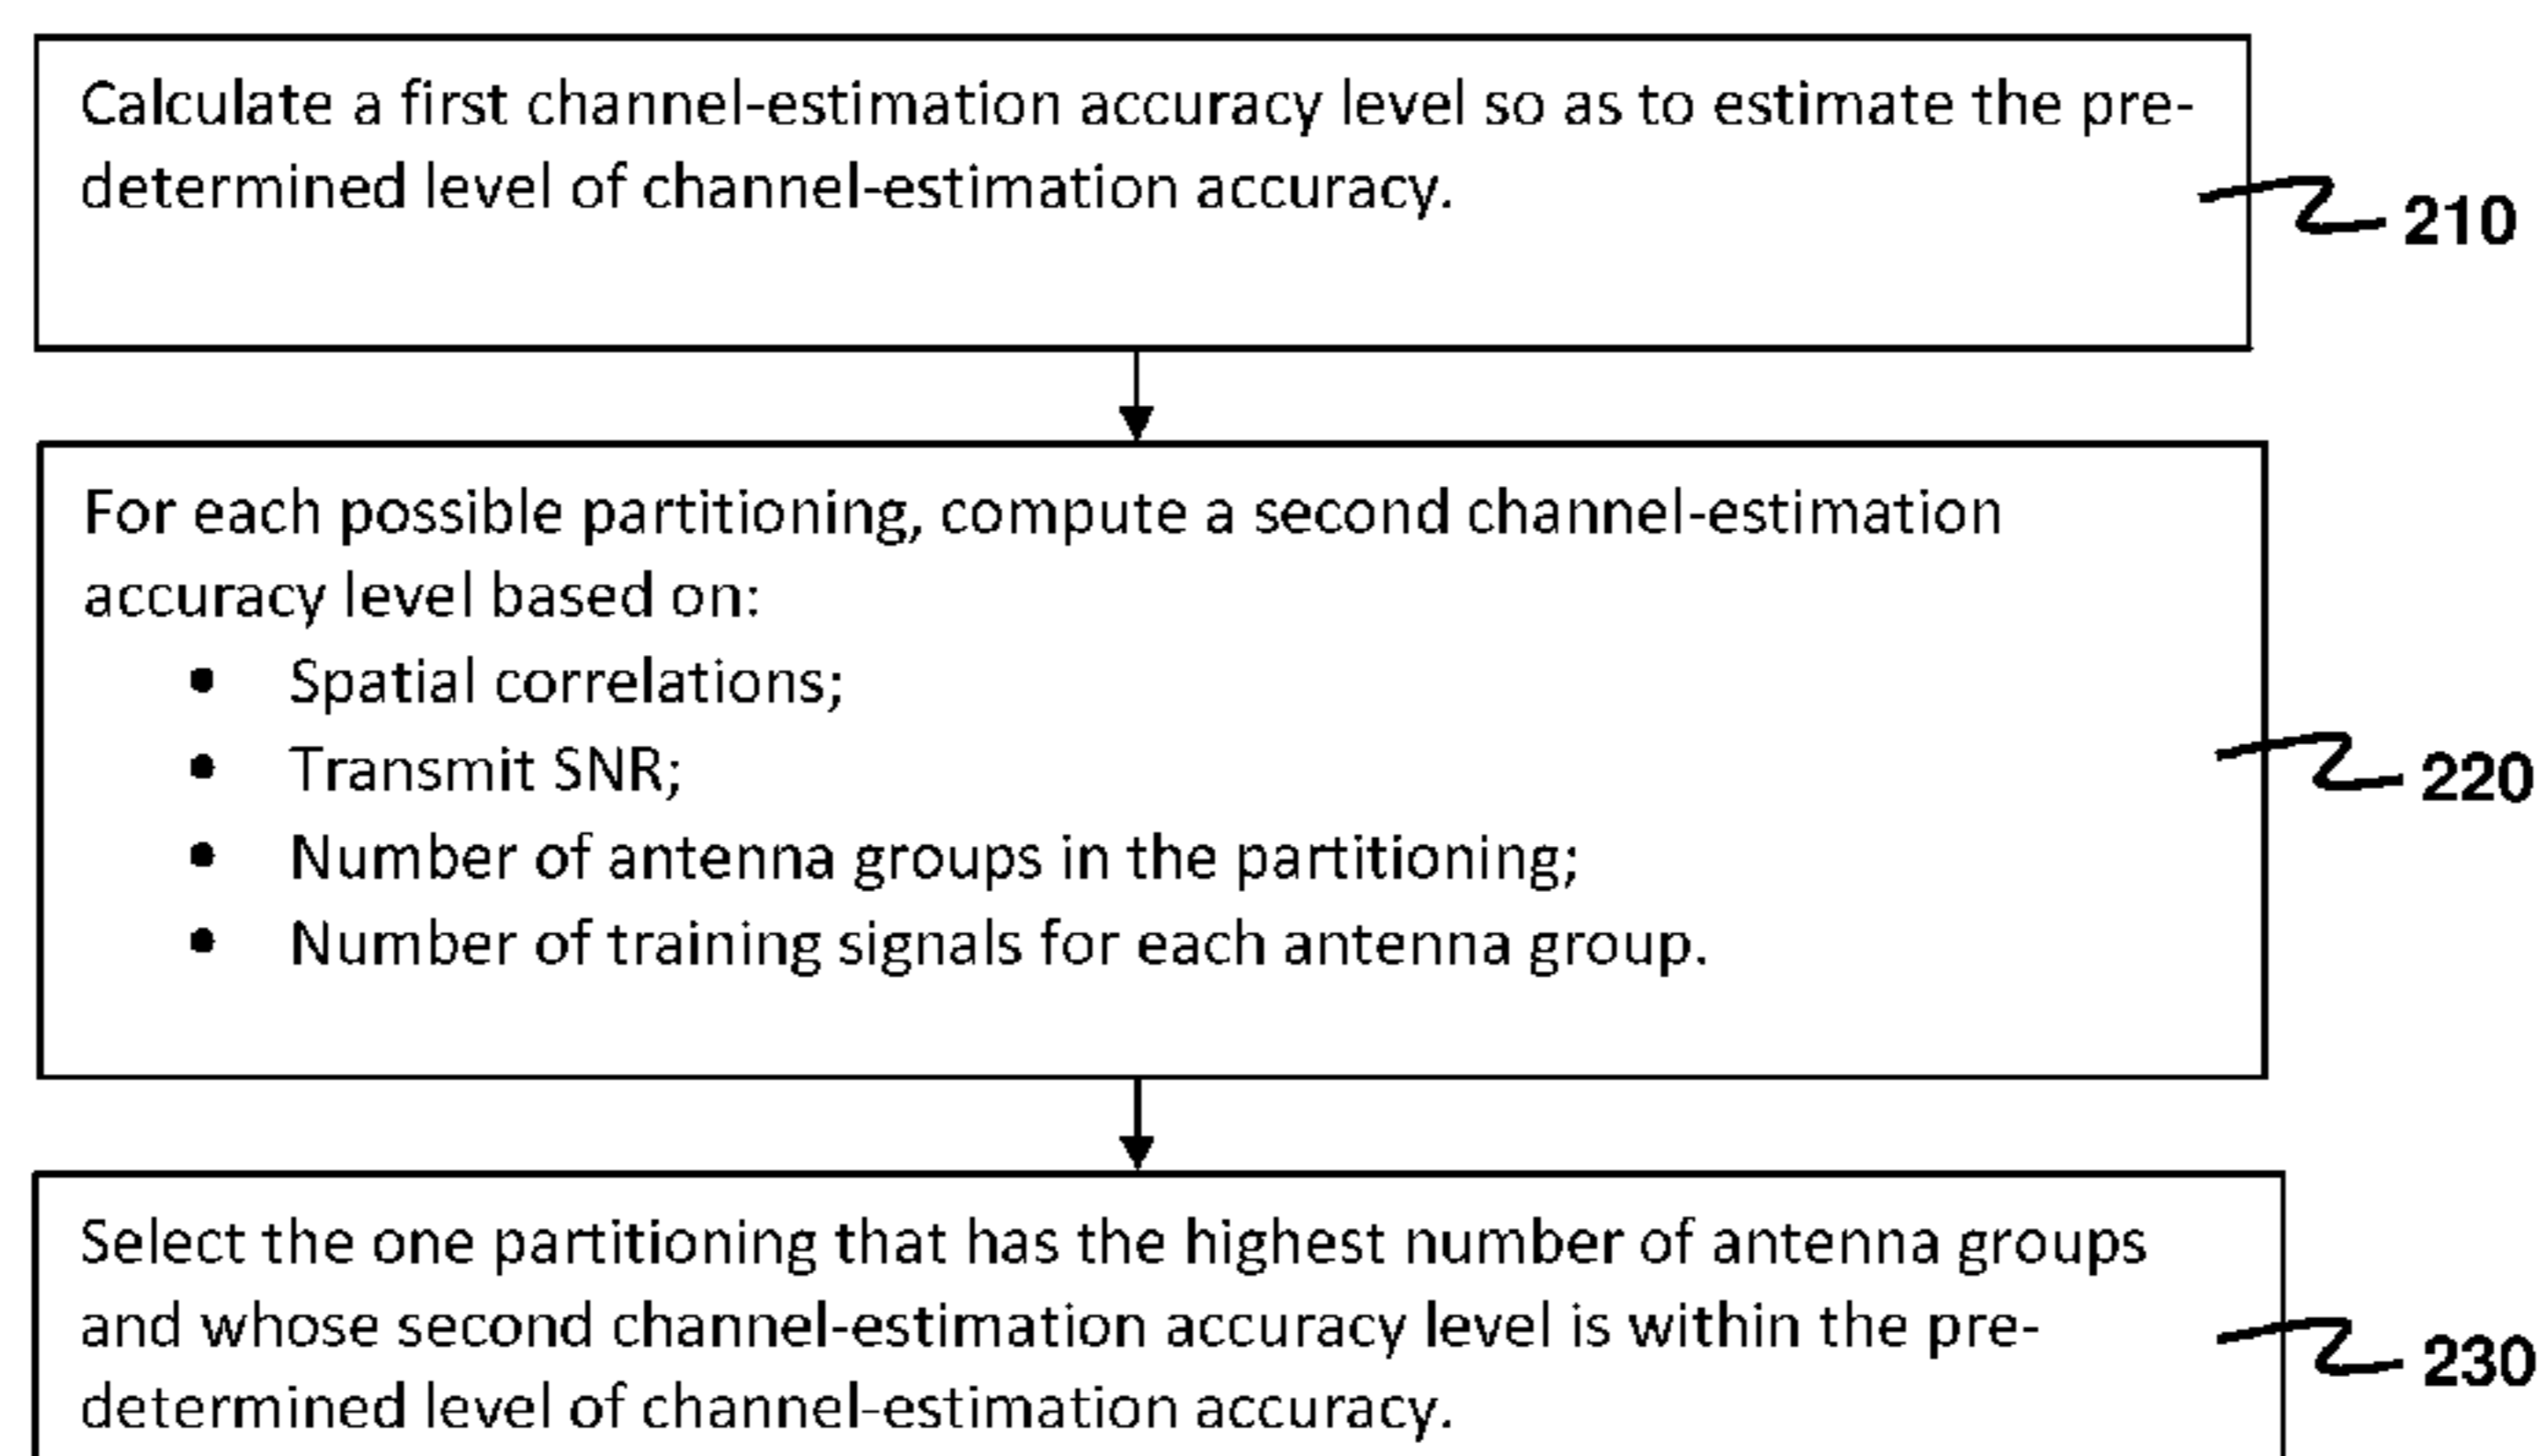 Calculate a first channel-estimation accuracy level so as to estimate the pre-
determined level of channel-estimation accuracy.
210
For each possible partitioning, compute a second channel-estimation
accuracy level based on:
• Spatial correlations;
• Transmit SNR;
• Number of antenna groups in the partitioning;
• Number of training signals for each antenna group.
220
Select the one partitioning that has the highest number of antenna groups
and whose second channel-estimation accuracy level is within the pre-
determined level of channel-estimation accuracy.
230